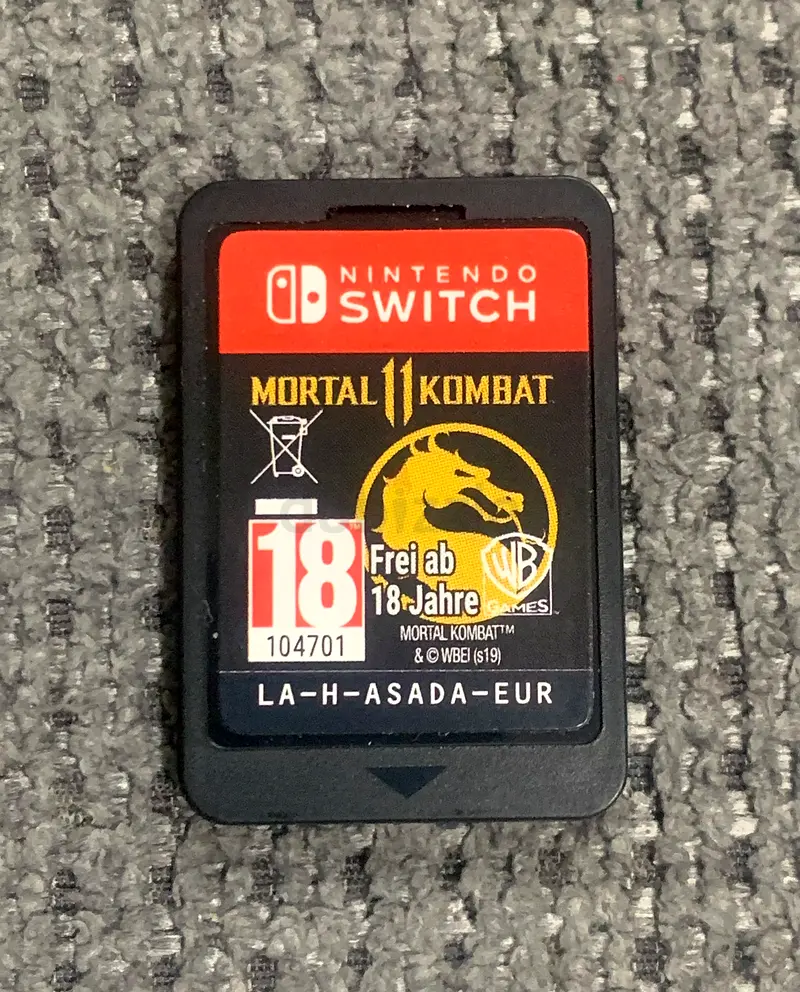 NINTENDO
SWITCH
MORTAL 11 KOMBAT
18
Frei ab
18 Jahre
WB
GAMES
104701
MORTAL KOMBAT™
& © WBEI (s19)
LA-H-ASADA-EUR